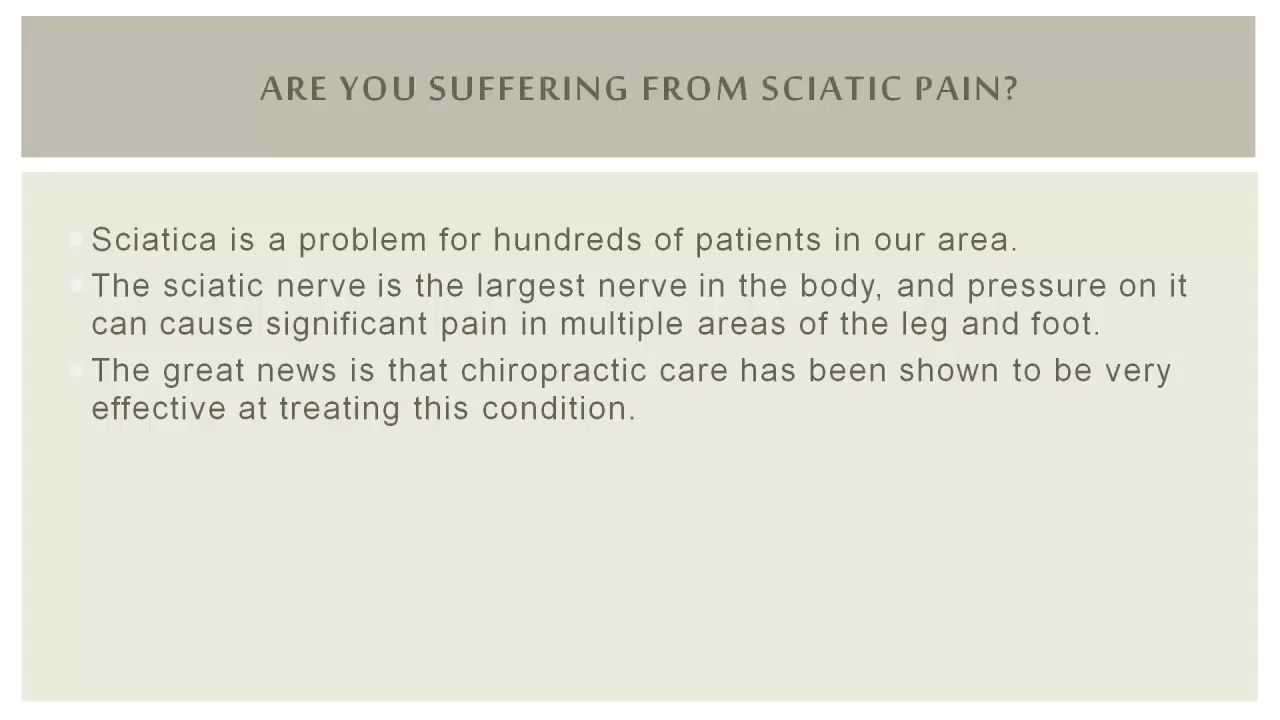 ARE YOU SUFFERING FROM SCIATIC PAIN?
Sciatica is a problem for hundreds of patients in our area.
The sciatic nerve is the largest nerve in the body, and pressure on it
can cause significant pain in multiple areas of the leg and foot.
The great news is that chiropractic care has been shown to be very
effective at treating this condition.